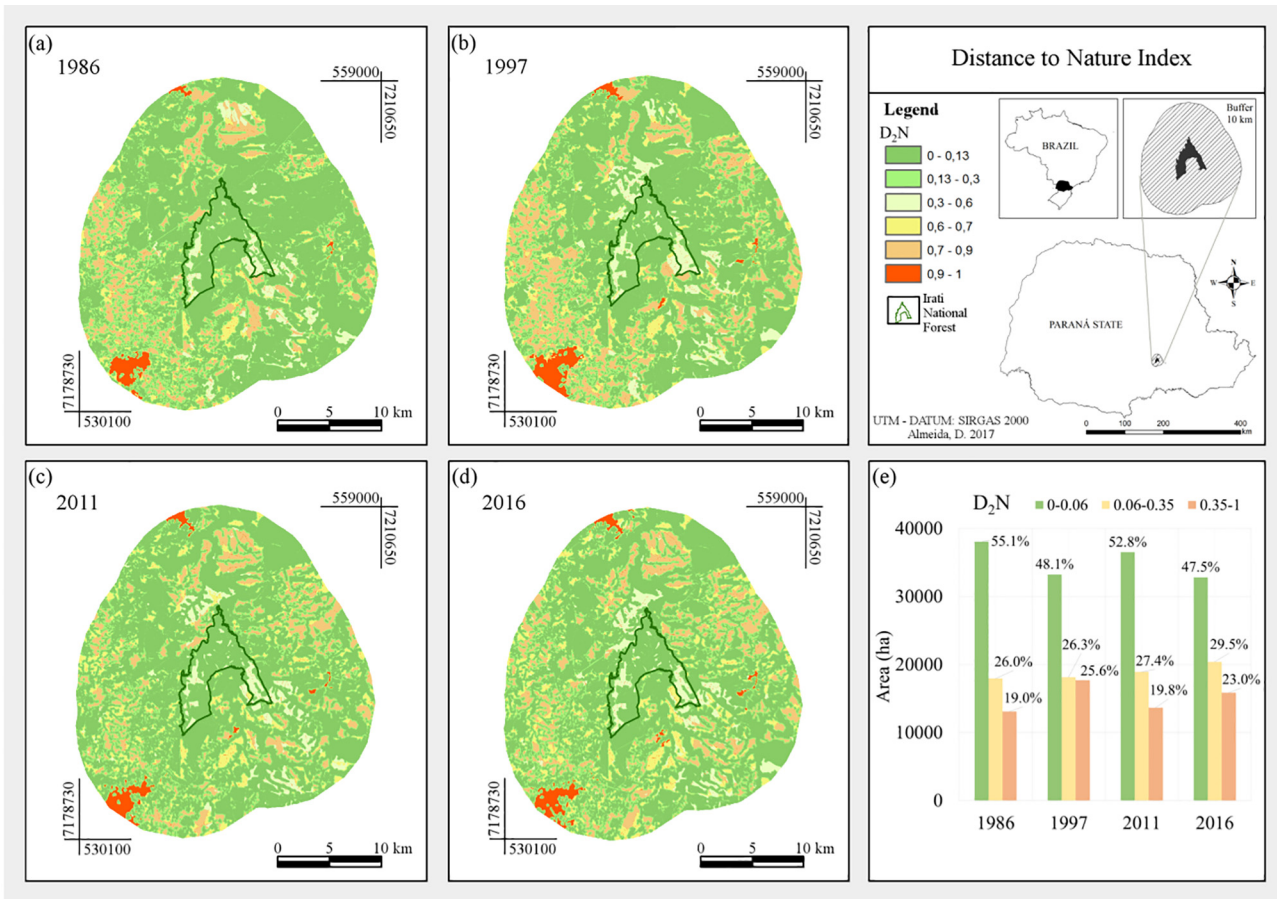 (a)
1986
559000
7210650
7178730
530100
0 5 10 km
(b)
1997
559000
7210650
7178730
530100
0 5 10 km
Distance to Nature Index
Legend
D₂N
0 - 0,13
0,13 - 0,3
0,3 - 0,6
0,6 - 0,7
0,7 - 0,9
0,9 - 1
Irati
National
Forest
BRAZIL
Buffer
10 km
N
W E
S
PARANÁ STATE
UTM - DATUM: SIRGAS 2000
Almeida, D. 2017
0 100 200 400
km
(c)
2011
559000
7210650
7178730
530100
0 5 10 km
(d)
2016
559000
7210650
7178730
530100
0 5 10 km
(e)
D₂N 0-0.06 0.06-0.35 0.35-1
Area (ha)
40000
30000
20000
10000
0
55.1%
26.0%
19.0%
48.1%
26.3%
25.6%
52.8%
27.4%
19.8%
47.5%
29.5%
23.0%
1986 1997 2011 2016